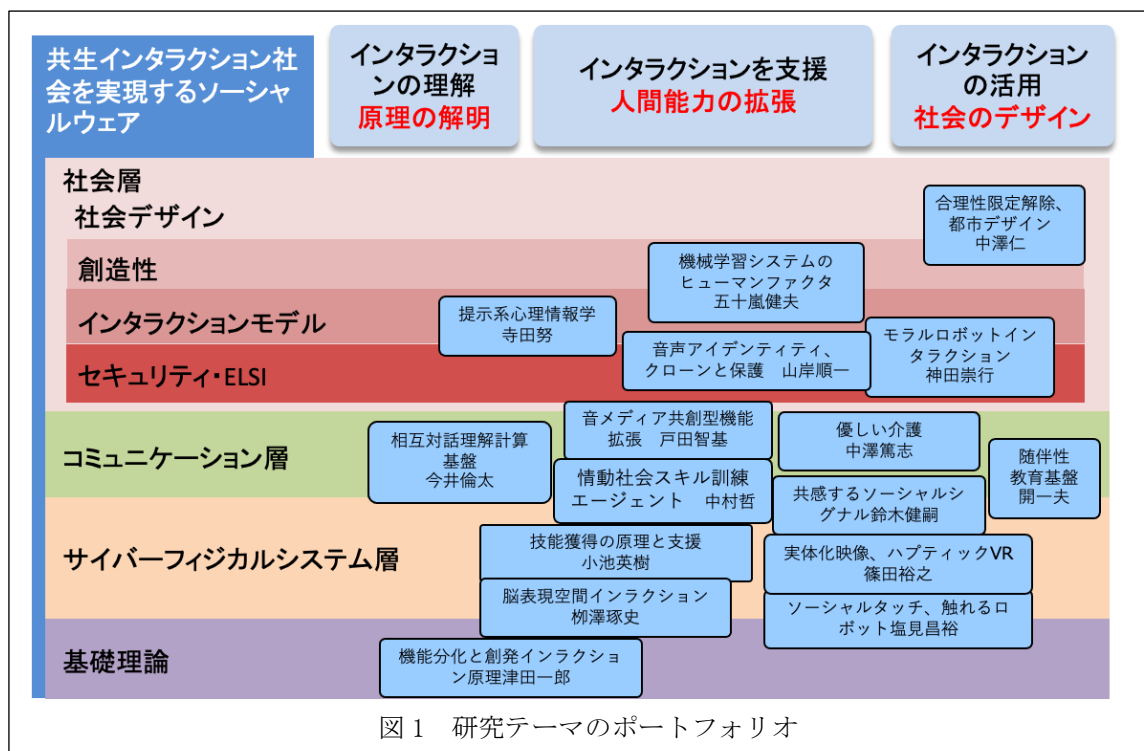 共生インタラクション社
会を実現するソーシャ
ルウェア
インタラクショ
ンの理解
原理の解明
インタラクションを支援
人間能力の拡張
インタラクション
の活用
社会のデザイン
社会層
社会デザイン
合理性限定解除、
都市デザイン
中澤仁
創造性
機械学習システムの
ヒューマンファクタ
五十嵐健夫
インタラクションモデル
提示系心理情報学
寺田努
音声アイデンティティ、
クローンと保護 山岸順一
モラルロボットイン
タラクション
神田崇行
セキュリティ・ELSI
コミュニケーション層
相互対話理解計算
基盤
今井倫太
音メディア共創型機能
拡張 戸田智基
情動社会スキル訓練
エージェント 中村哲
優しい介護
中澤篤志
共感するソーシャルシ
グナル鈴木健嗣
随伴性
教育基盤
開一夫
サイバーフィジカルシステム層
技能獲得の原理と支援
小池英樹
脳表現空間インラクション
栁澤琢史
実体化映像、ハプティックVR
篠田裕之
ソーシャルタッチ、触れるロ
ボット塩見昌裕
基礎理論
機能分化と創発インラクショ
ン原理津田一郎
図1 研究テーマのポートフォリオ